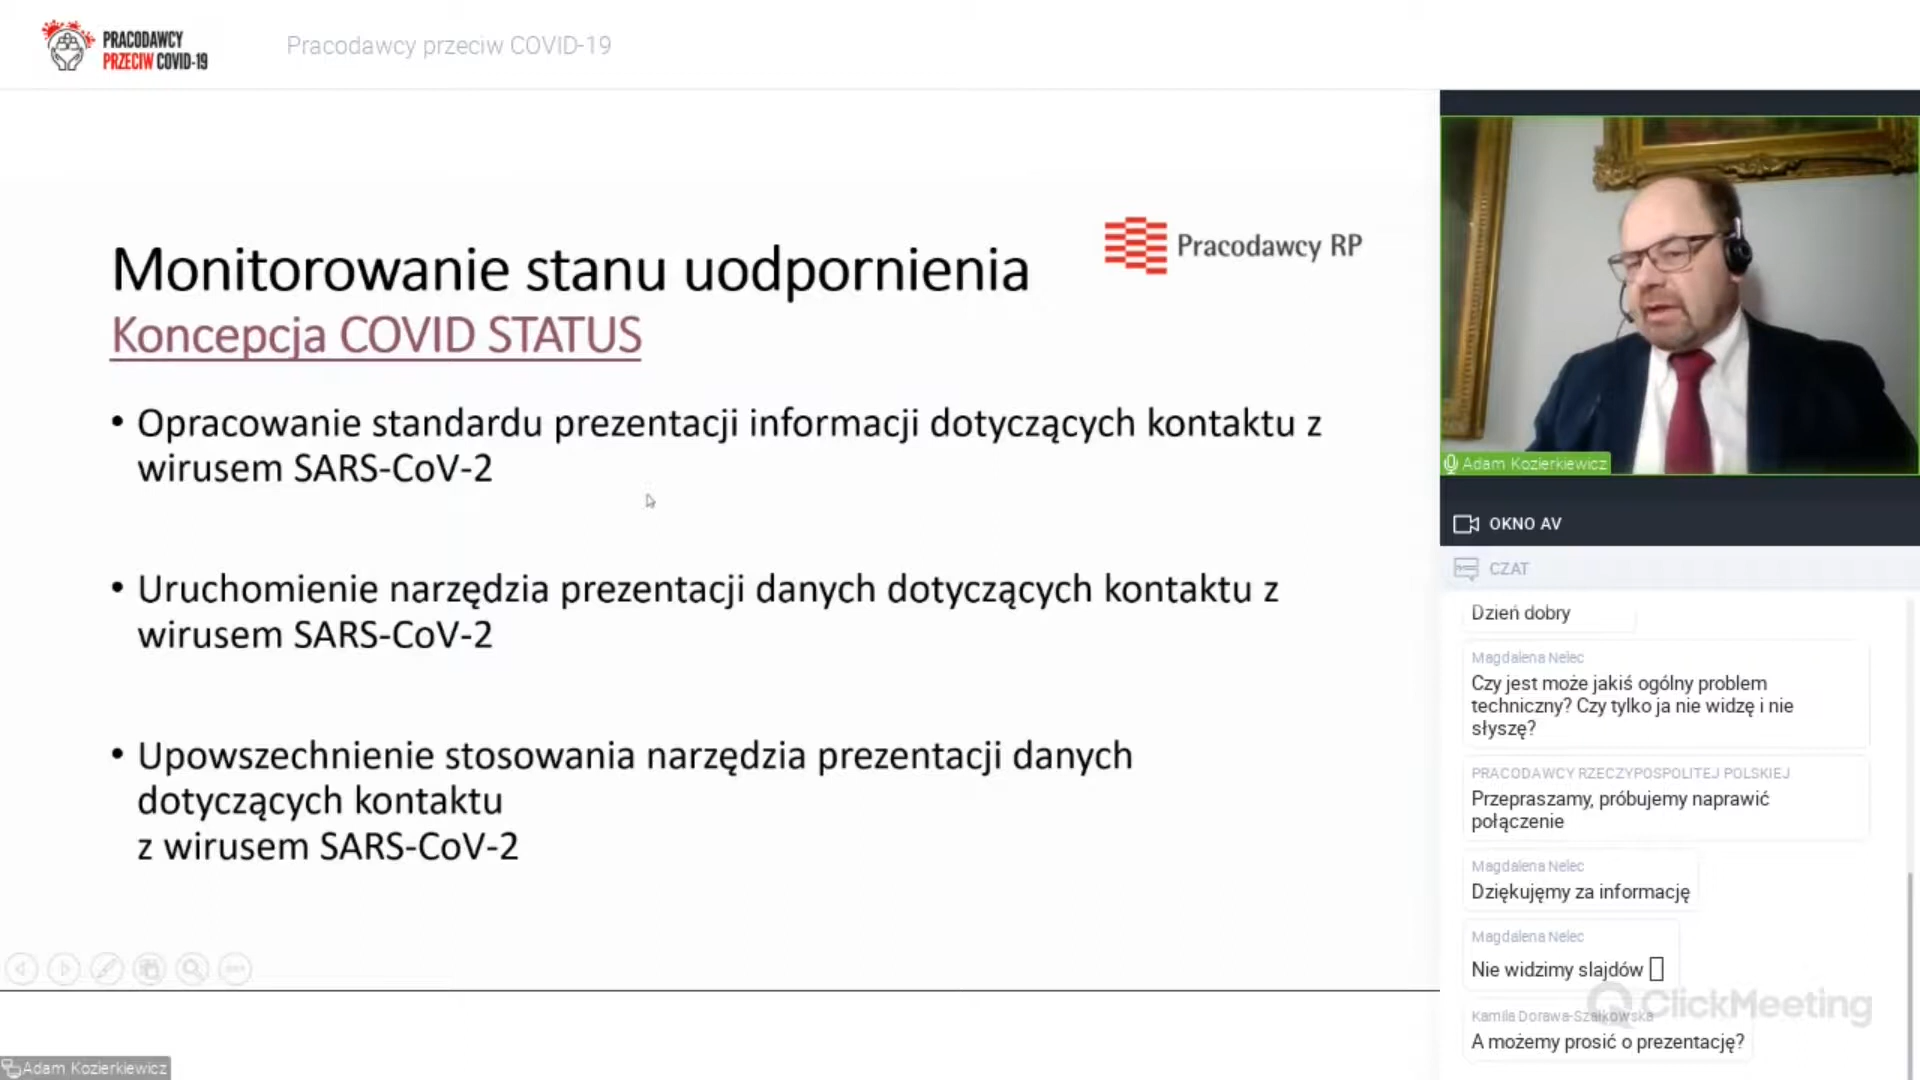 PRACODAWCY
PRZECIW COVID-19
Pracodawcy przeciw COVID-19
Monitorowanie stanu uodpornienia
Koncepcja COVID STATUS
Pracodawcy RP
• Opracowanie standardu prezentacji informacji dotyczących kontaktu z
wirusem SARS-CoV-2
• Uruchomienie narzędzia prezentacji danych dotyczących kontaktu z
wirusem SARS-CoV-2
• Upowszechnienie stosowania narzędzia prezentacji danych
dotyczących kontaktu
z wirusem SARS-CoV-2
Adam Kozierkiewicz
Adam Kozierkiewicz
OKNO AV
CZAT
Dzień dobry
Magdalena Nelec
Czy jest może jakiś ogólny problem
techniczny? Czy tylko ja nie widzę i nie
słyszę?
PRACODAWCY RZECZYPOSPOLITEJ POLSKIEJ
Przepraszamy, próbujemy naprawić
połączenie
Magdalena Nelec
Dziękujęmy za informację
Magdalena Nelec
Nie widzimy slajdów
ClickMeeting
Kamila Dorawa-Szałkowska
A możemy prosić o prezentację?